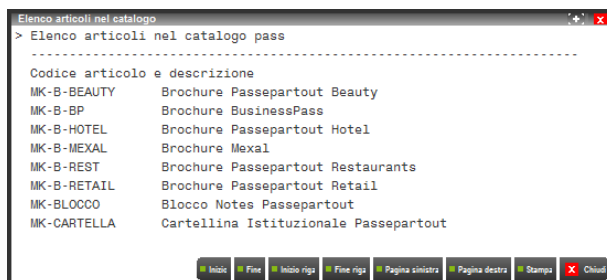 Elenco articoli nel catalogo [+] X
> Elenco articoli nel catalogo pass
--------------------------------------------------------------------------
Codice articolo e descrizione
MK-B-BEAUTY Brochure Passepartout Beauty
MK-B-BP Brochure BusinessPass
MK-B-HOTEL Brochure Passepartout Hotel
MK-B-MEXAL Brochure Mexal
MK-B-REST Brochure Passepartout Restaurants
MK-B-RETAIL Brochure Passepartout Retail
MK-BLOCCO Blocco Notes Passepartout
MK-CARTELLA Cartellina Istituzionale Passepartout
Inizio Fine Inizio riga Fine riga Pagina sinistra Pagina destra Stampa X Chiudi